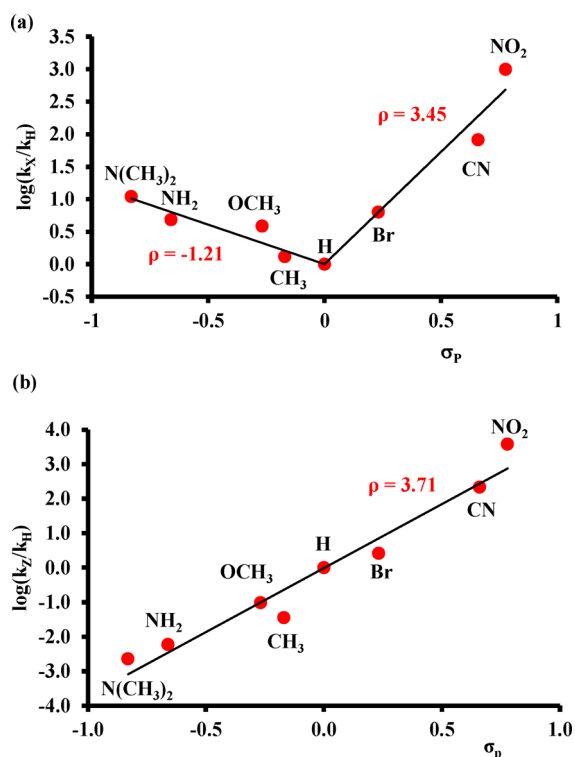 (a)
NO₂
3.5
3.0
ρ = 3.45
2.5
log(kX/kH)
2.0
CN
1.5
N(CH₃)₂
NH₂
OCH₃
1.0
H
Br
0.5
0.0
ρ = -1.21
CH₃
-0.5
-1 -0.5 0 0.5 1
σP
(b)
4.0
NO₂
3.0
ρ = 3.71
2.0
CN
log(kZ/kH)
1.0
H
0.0
Br
OCH₃
-1.0
NH₂
CH₃
-2.0
-3.0
N(CH₃)₂
-4.0
-1.0 -0.5 0.0 0.5 1.0
σp